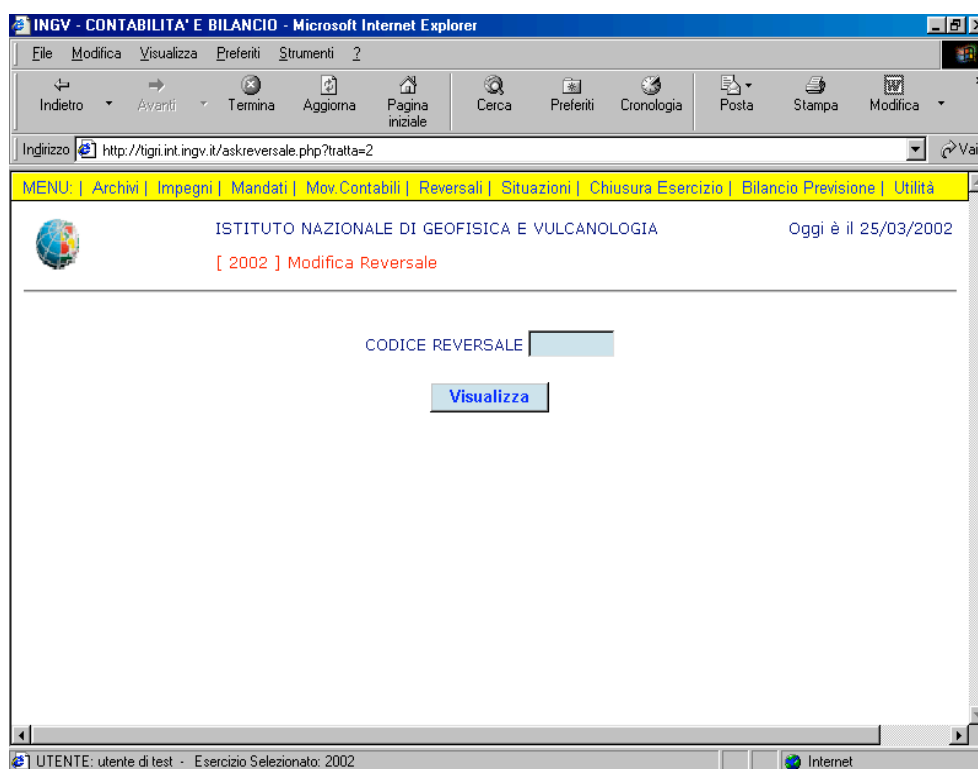 INGV - CONTABILITA' E BILANCIO - Microsoft Internet Explorer
File Modifica Visualizza Preferiti Strumenti ?
Indietro Avanti Termina Aggiorna Pagina iniziale Cerca Preferiti Cronologia Posta Stampa Modifica
Indirizzo http://tigri.int.ingv.it/askreversale.php?tratta=2 Vai
MENU: | Archivi | Impegni | Mandati | Mov.Contabili | Reversali | Situazioni | Chiusura Esercizio | Bilancio Previsione | Utilità
ISTITUTO NAZIONALE DI GEOFISICA E VULCANOLOGIA Oggi è il 25/03/2002
[ 2002 ] Modifica Reversale
CODICE REVERSALE
Visualizza
UTENTE: utente di test - Esercizio Selezionato: 2002 Internet